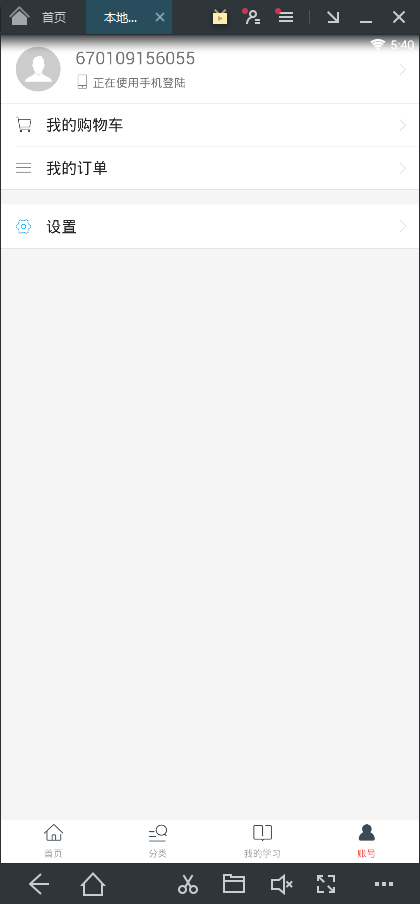 首页
本地...
5:40
670109156055
正在使用手机登陆
我的购物车
我的订单
设置
首页
分类
我的学习
账号